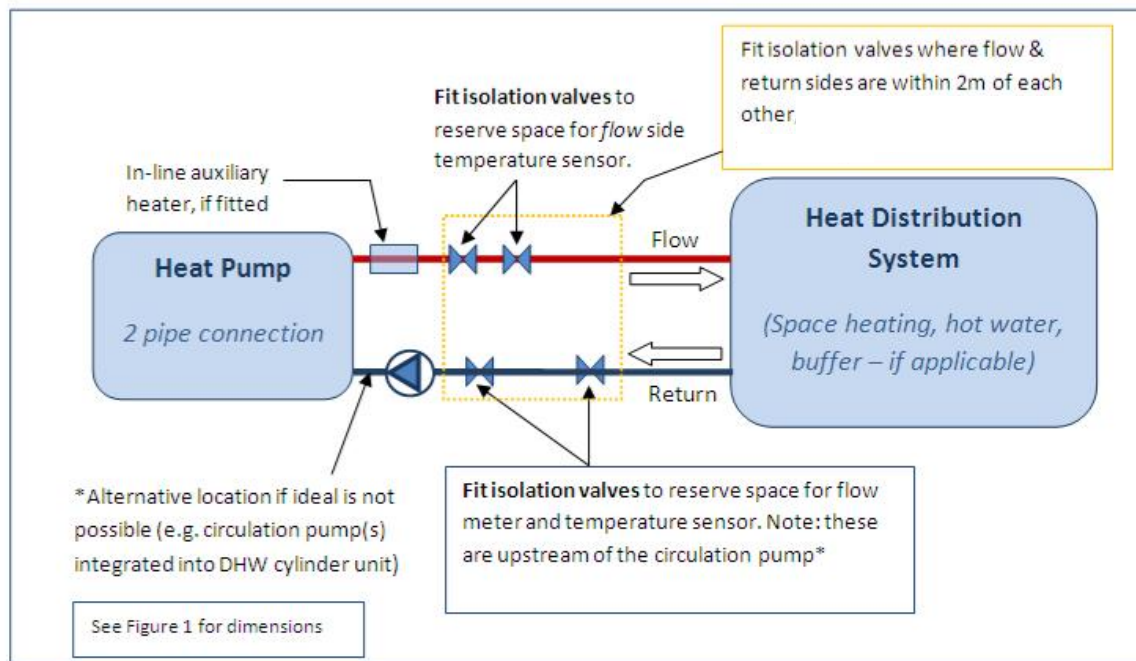 Fit isolation valves where flow &
return sides are within 2m of each
other,
Fit isolation valves to
reserve space for flow side
temperature sensor.
In-line auxiliary
heater, if fitted
Heat Pump
2 pipe connection
Flow
Return
Heat Distribution
System
(Space heating, hot water,
buffer – if applicable)
*Alternative location if ideal is not
possible (e.g. circulation pump(s)
integrated into DHW cylinder unit)
Fit isolation valves to reserve space for flow
meter and temperature sensor. Note: these
are upstream of the circulation pump*
See Figure 1 for dimensions